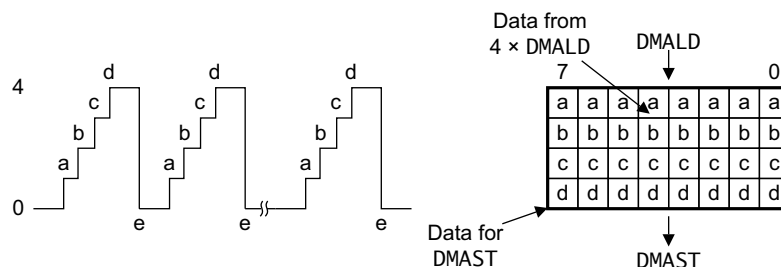 Data from
4 × DMALD
DMALD
7 0
4
d d d
c c c
b b b
a a a
0
e e e
a a a a a a a a
b b b b b b b b
c c c c c c c c
d d d d d d d d
Data for
DMAST
DMAST